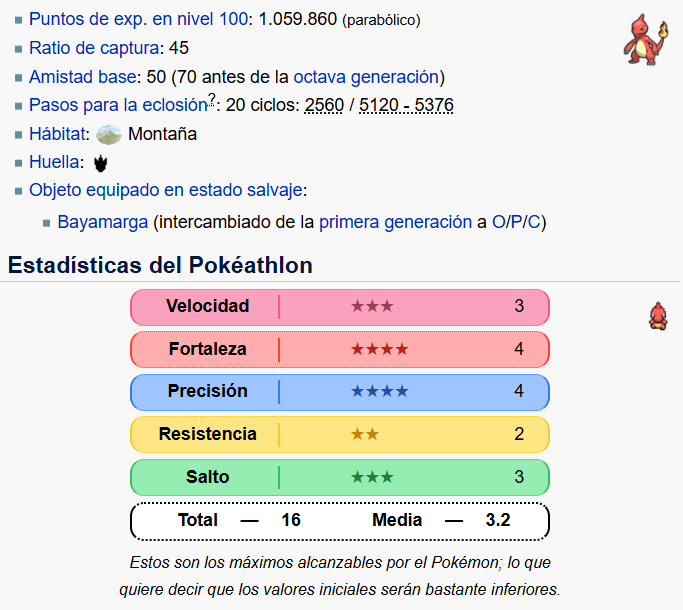 Puntos de exp. en nivel 100: 1.059.860 (parabólico)
Ratio de captura: 45
Amistad base: 50 (70 antes de la octava generación)
Pasos para la eclosión?: 20 ciclos: 2560 / 5120 - 5376
Hábitat: Montaña
Huella:
Objeto equipado en estado salvaje:
Bayamarga (intercambiado de la primera generación a O/P/C)
Estadísticas del Pokéathlon
Velocidad ★★★ 3
Fortaleza ★★★★ 4
Precisión ★★★★ 4
Resistencia ★★ 2
Salto ★★★ 3
Total — 16 Media — 3.2
Estos son los máximos alcanzables por el Pokémon; lo que
quiere decir que los valores iniciales serán bastante inferiores.